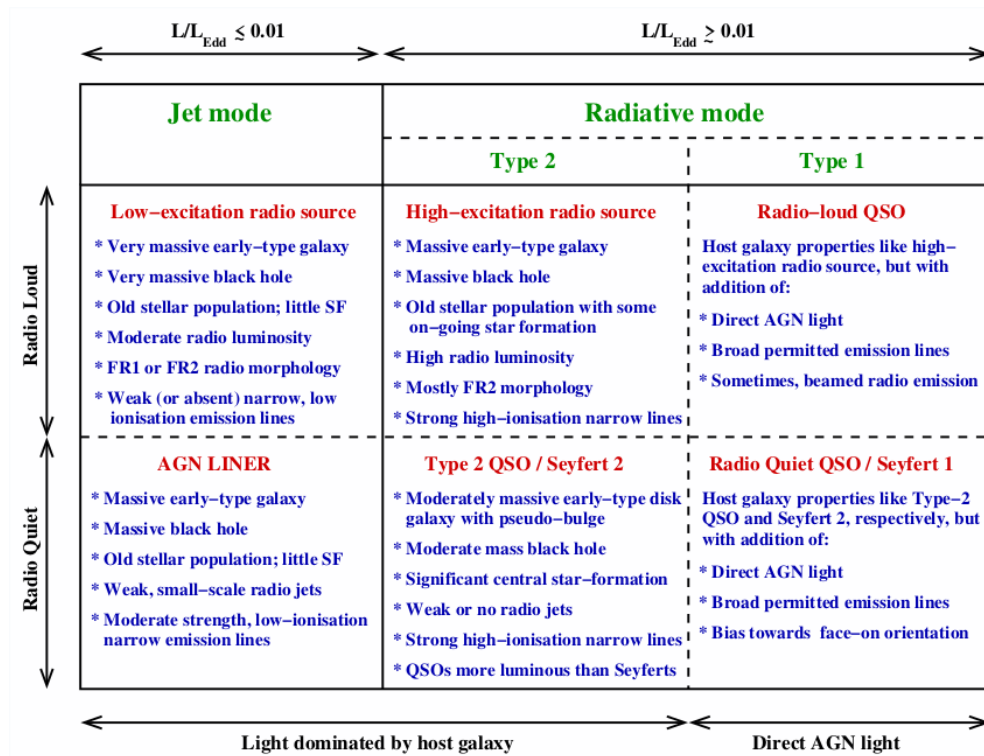 L/L_Edd ≲ 0.01
L/L_Edd ≳ 0.01
Jet mode
Radiative mode
Type 2
Type 1
Radio Loud
Low−excitation radio source
* Very massive early−type galaxy
* Very massive black hole
* Old stellar population; little SF
* Moderate radio luminosity
* FR1 or FR2 radio morphology
* Weak (or absent) narrow, low
ionisation emission lines
High−excitation radio source
* Massive early−type galaxy
* Massive black hole
* Old stellar population with some
on−going star formation
* High radio luminosity
* Mostly FR2 morphology
* Strong high−ionisation narrow lines
Radio−loud QSO
Host galaxy properties like high−
excitation radio source, but with
addition of:
* Direct AGN light
* Broad permitted emission lines
* Sometimes, beamed radio emission
Radio Quiet
AGN LINER
* Massive early−type galaxy
* Massive black hole
* Old stellar population; little SF
* Weak, small−scale radio jets
* Moderate strength, low−ionisation
narrow emission lines
Type 2 QSO / Seyfert 2
* Moderately massive early−type disk
galaxy with pseudo−bulge
* Moderate mass black hole
* Significant central star−formation
* Weak or no radio jets
* Strong high−ionisation narrow lines
* QSOs more luminous than Seyferts
Radio Quiet QSO / Seyfert 1
Host galaxy properties like Type−2
QSO and Seyfert 2, respectively, but
with addition of:
* Direct AGN light
* Broad permitted emission lines
* Bias towards face−on orientation
Light dominated by host galaxy
Direct AGN light